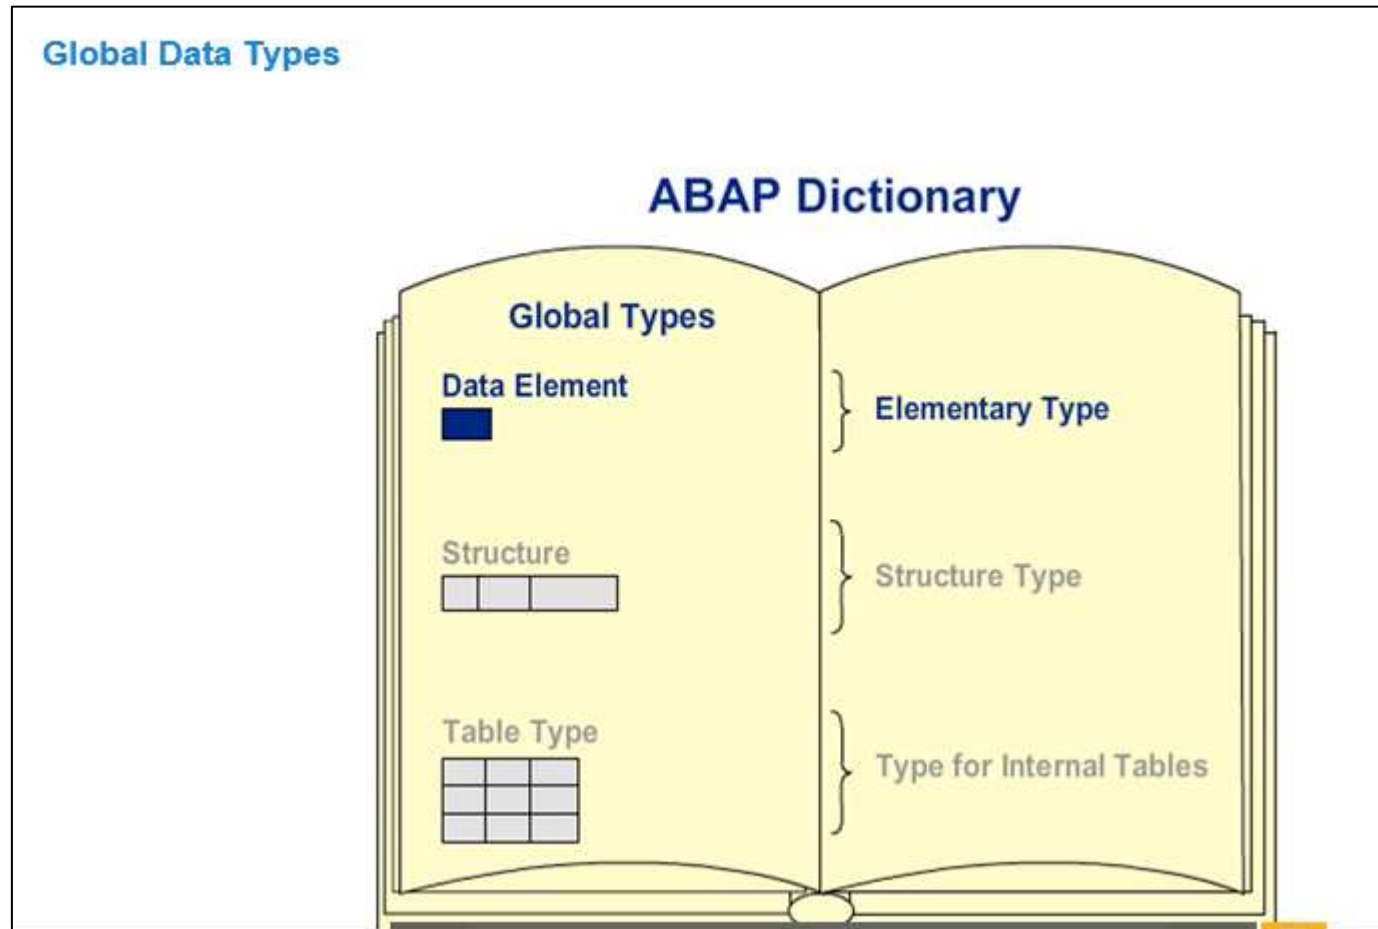 Global Data Types
ABAP Dictionary
Global Types
Data Element
Elementary Type
Structure
Structure Type
Table Type
Type for Internal Tables